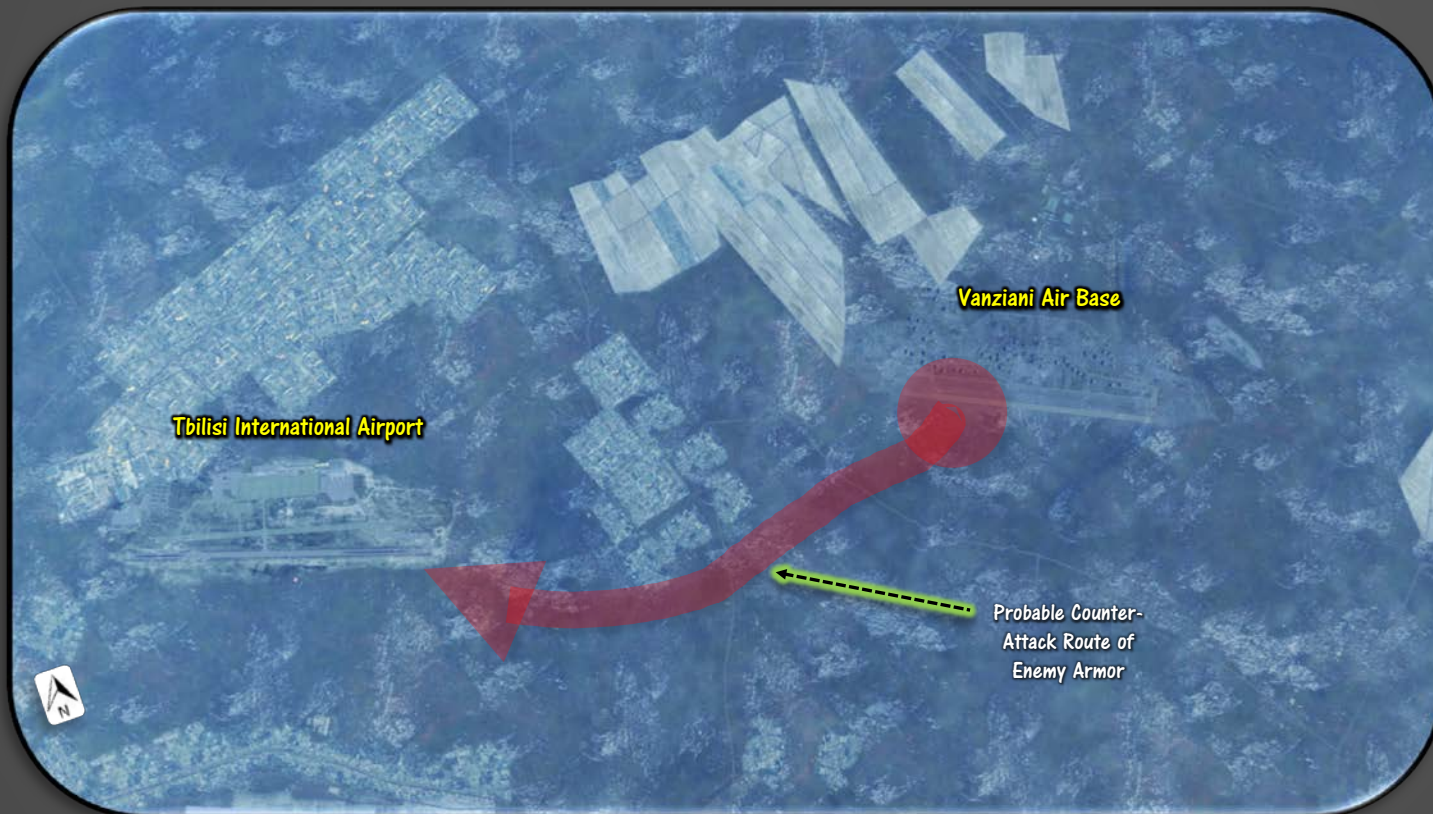 Vanziani Air Base
Tbilisi International Airport
Probable Counter-
Attack Route of
Enemy Armor
N